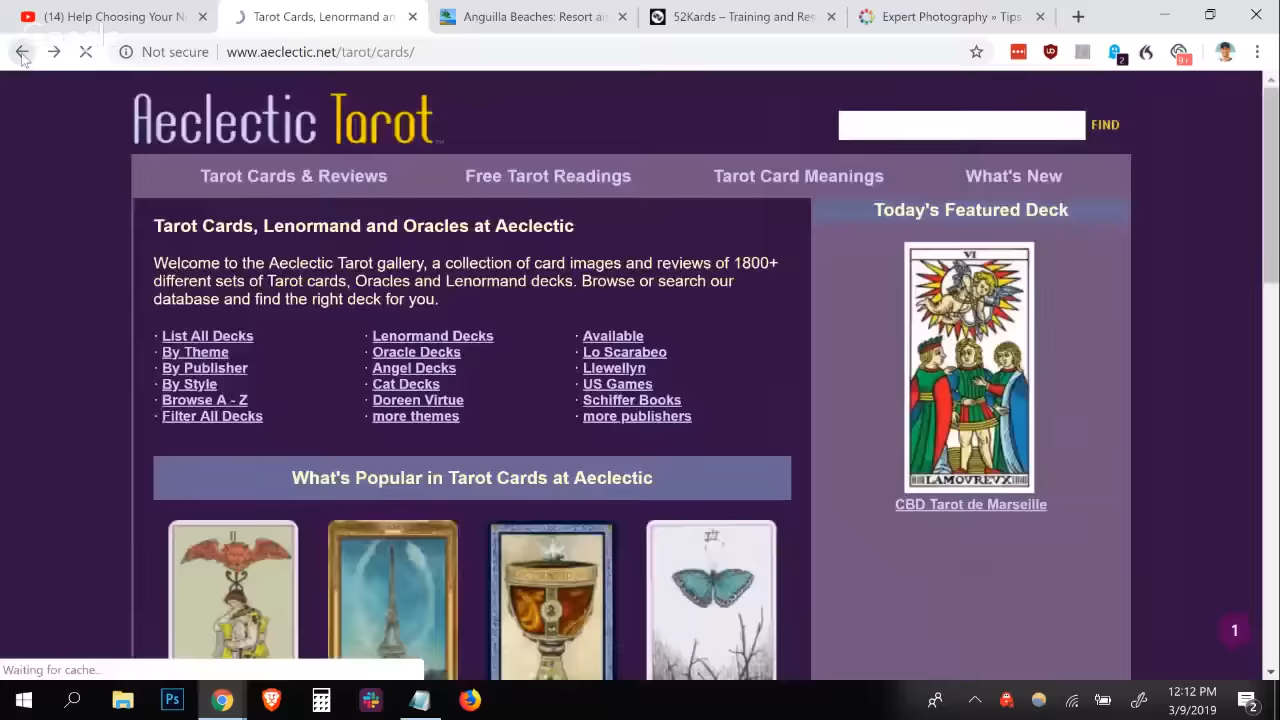 (14) Help Choosing Your N
Tarot Cards, Lenormand an
Anguilla Beaches: Resort a
52Kards – Training and Res
Expert Photography » Tips
Not secure
www.aeclectic.net/tarot/cards/
2
9+
Aeclectic Tarot
FIND
Tarot Cards & Reviews
Free Tarot Readings
Tarot Card Meanings
What's New
Tarot Cards, Lenormand and Oracles at Aeclectic
Welcome to the Aeclectic Tarot gallery, a collection of card images and reviews of 1800+
different sets of Tarot cards, Oracles and Lenormand decks. Browse or search our
database and find the right deck for you.
· List All Decks
· By Theme
· By Publisher
· By Style
· Browse A - Z
· Filter All Decks
· Lenormand Decks
· Oracle Decks
· Angel Decks
· Cat Decks
· Doreen Virtue
· more themes
· Available
· Lo Scarabeo
· Llewellyn
· US Games
· Schiffer Books
· more publishers
What's Popular in Tarot Cards at Aeclectic
II
Today's Featured Deck
VI
LAMOVREVX
CBD Tarot de Marseille
1
Waiting for cache...
Ps
12:12 PM
3/9/2019
2